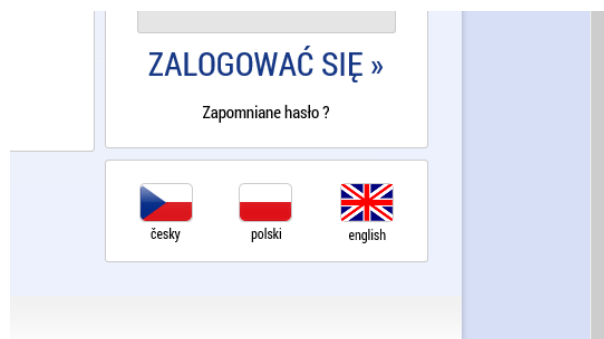 ZALOGOWAĆ SIĘ »
Zapomniane hasło ?
česky polski english